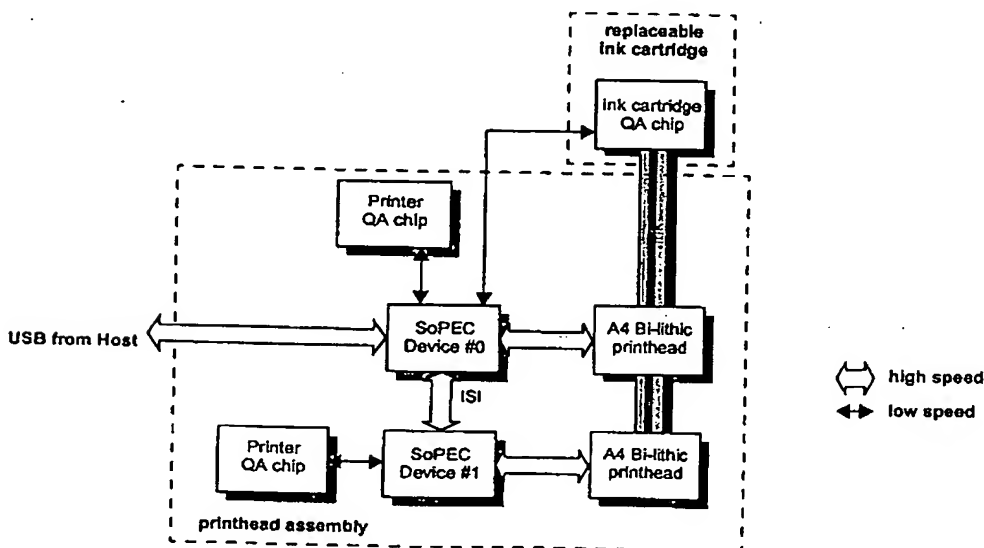 replaceable
ink cartridge
ink cartridge
QA chip
Printer
QA chip
USB from Host
SoPEC
Device #0
A4 Bi-lithic
printhead
high speed
low speed
ISI
Printer
QA chip
SoPEC
Device #1
A4 Bi-lithic
printhead
printhead assembly